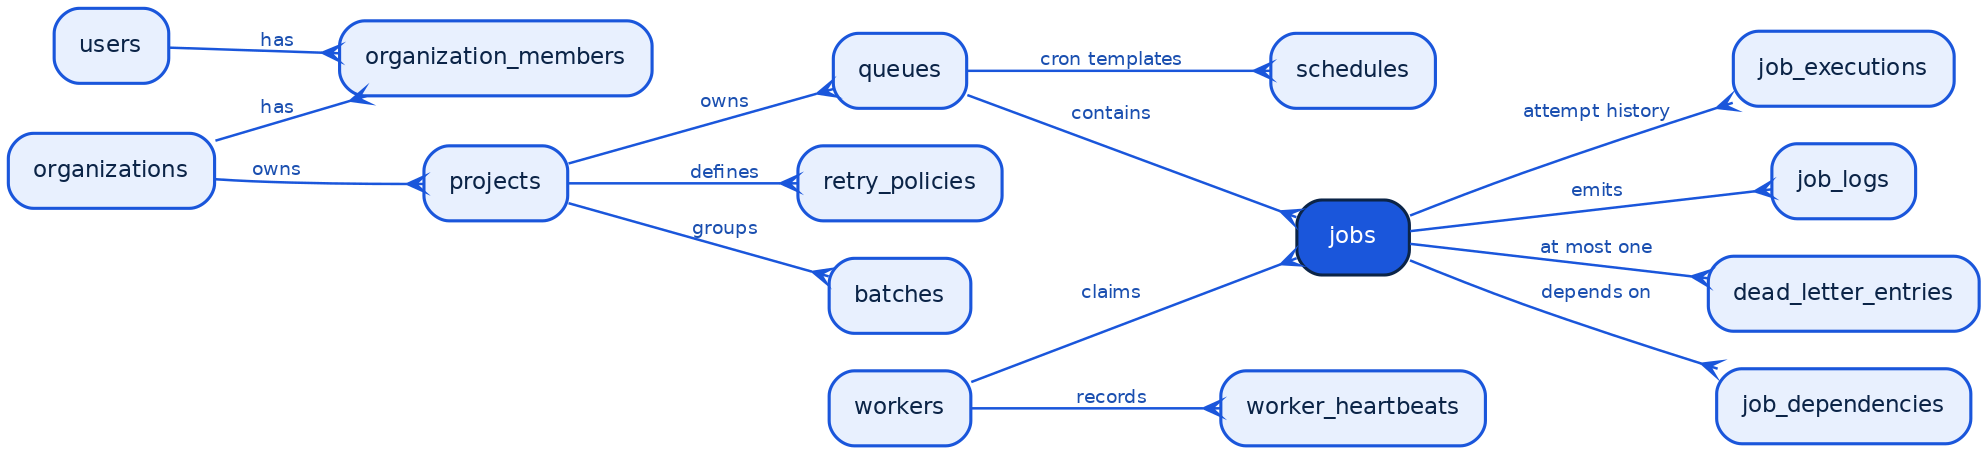 users
has
organization_members
organizations
has
owns
projects
owns
queues
defines
retry_policies
groups
batches
cron templates
schedules
contains
jobs
workers
claims
records
worker_heartbeats
attempt history
job_executions
emits
job_logs
at most one
dead_letter_entries
depends on
job_dependencies